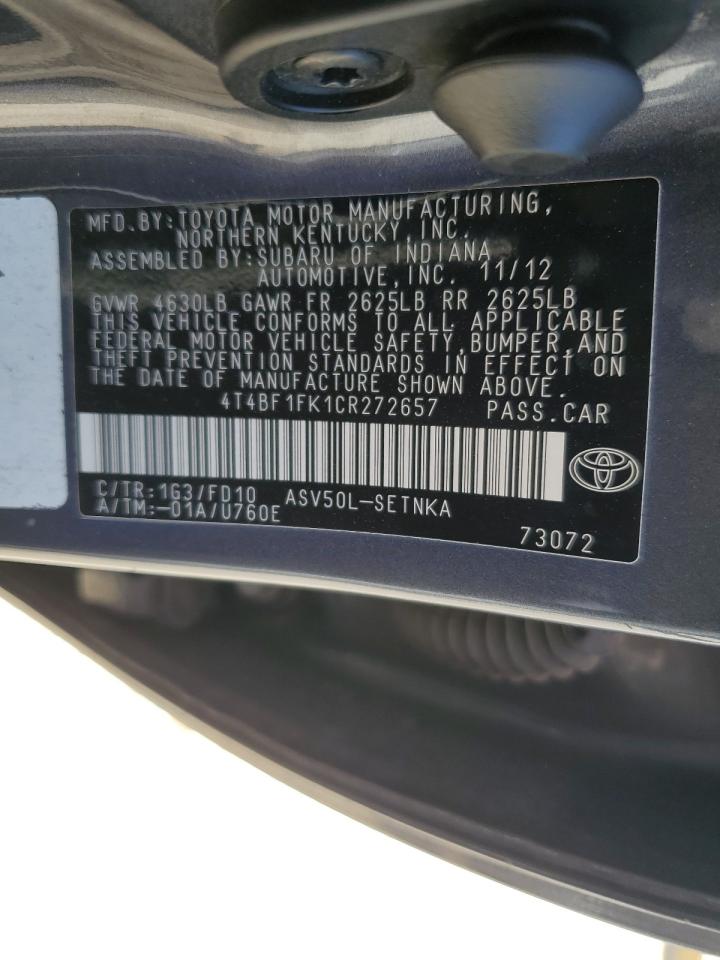 MFD.BY:TOYOTA MOTOR MANUFACTURING,
NORTHERN KENTUCKY,INC.
ASSEMBLED BY:SUBARU OF INDIANA
AUTOMOTIVE,INC. 11/12
GVWR 4630LB GAWR FR 2625LB RR 2625LB
THIS VEHICLE CONFORMS TO ALL APPLICABLE
FEDERAL MOTOR VEHICLE SAFETY,BUMPER,AND
THEFT PREVENTION STANDARDS IN EFFECT ON
THE DATE OF MANUFACTURE SHOWN ABOVE.
4T4BF1FK1CR272657 PASS.CAR
C/TR:1G3/FD10 ASV50L-SETNKA
A/TM:-01A/U760E
73072